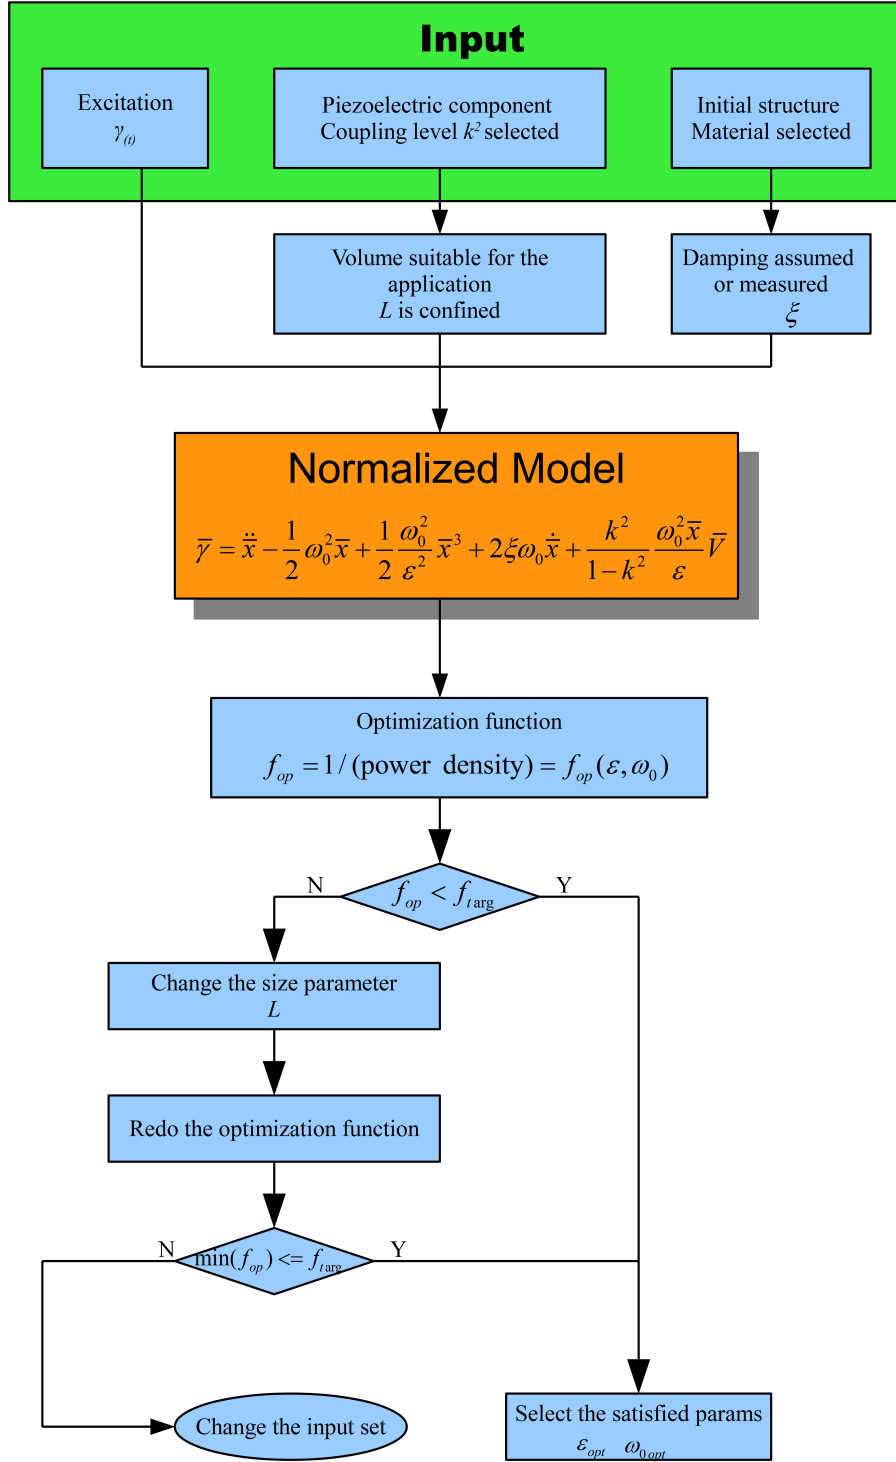 Input
Excitation
γ(t)
Piezoelectric component
Coupling level k² selected
Initial structure
Material selected
Volume suitable for the
application
L is confined
Damping assumed
or measured
ξ
Normalized Model
γ̅ = ẍ̅ − 1/2 ω₀² x̅ + 1/2 ω₀²/ε² x̅³ + 2ξω₀ẋ̅ + k²/(1−k²) ω₀²x̅/ε V̅
Optimization function
f_op = 1/(power density) = f_op(ε, ω₀)
f_op < f_targ
N
Y
Change the size parameter
L
Redo the optimization function
min(f_op) <= f_targ
N
Y
Change the input set
Select the satisfied params
ε_opt ω_0opt